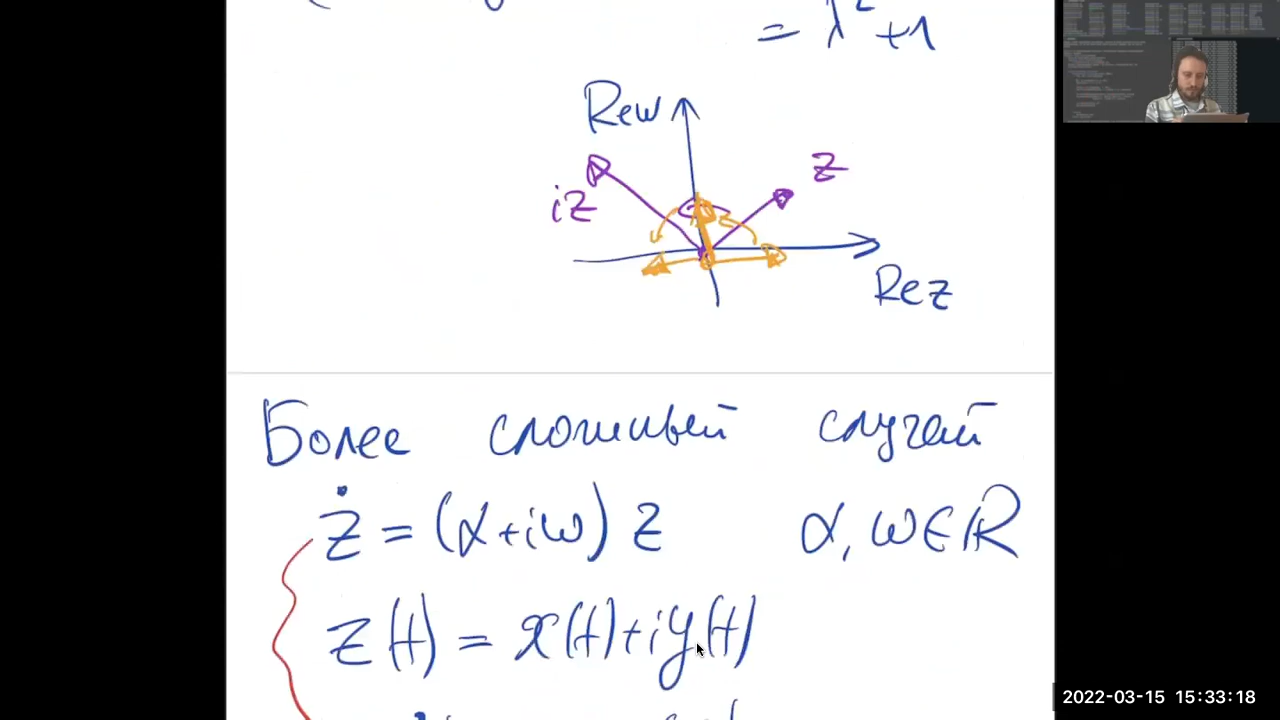 = λ² + 1
Re w
z
iz
Re z
Более сложный случай
ż = (α + iω) z    α, ω ∈ ℝ
z(t) = x(t) + iy(t)
2022-03-15 15:33:18